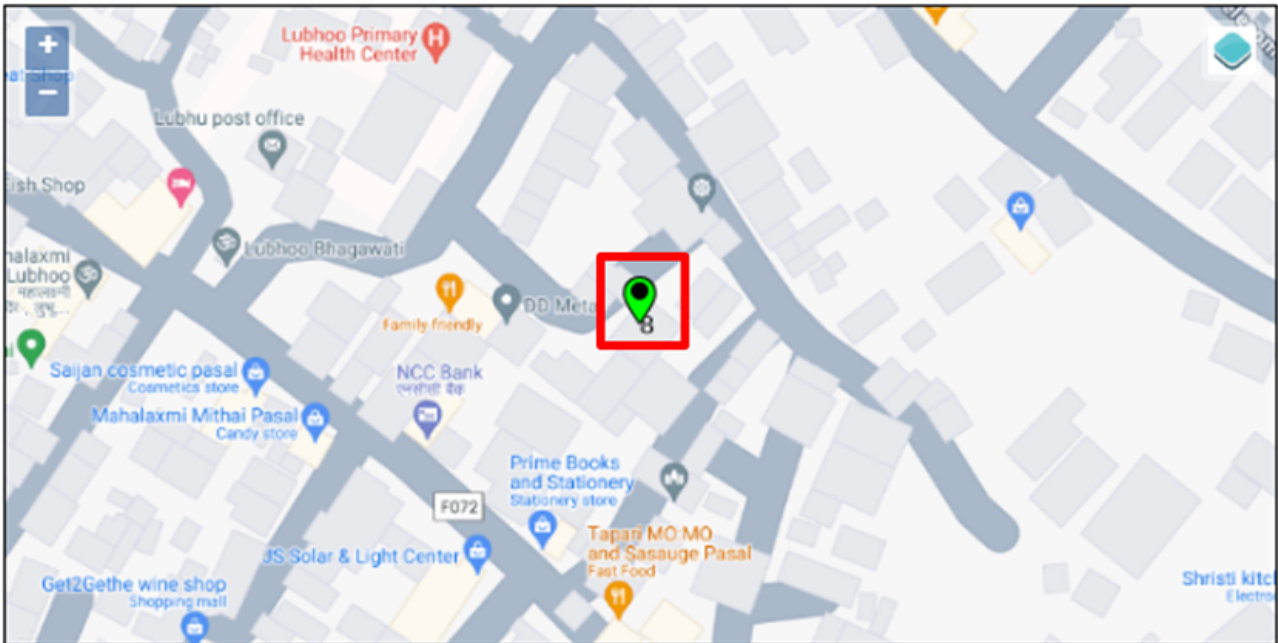 +
Lubhoo Primary
Health Center
H
−
Lubhu post office
Fish Shop
Lubhoo Bhagawati
Lubhoo
Family friendly
DD Meta
8
NCC Bank
Saijan cosmetic pasal
Cosmetics store
Mahalaxmi Mithai Pasal
Candy store
Prime Books
and Stationery
Stationery store
F072
Tapari MO:MO
and Sasauge Pasal
Fast Food
JS Solar & Light Center
Get2Gethe wine shop
Shopping mall
Shristi kitc
Electro